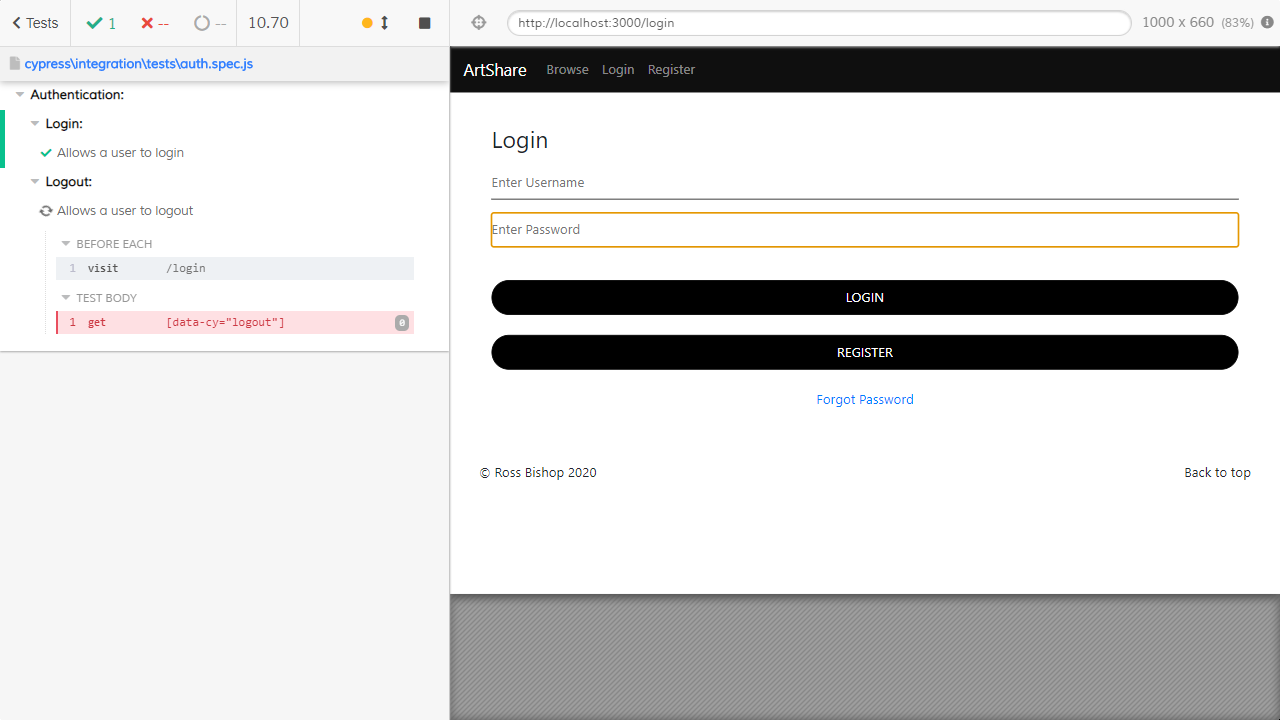 Tests 1 -- -- 10.70
cypress\integration\tests\auth.spec.js
Authentication:
Login:
Allows a user to login
Logout:
Allows a user to logout
BEFORE EACH
1 visit /login
TEST BODY
1 get [data-cy="logout"] 0
http://localhost:3000/login 1000 x 660 (83%)
ArtShare Browse Login Register
Login
Enter Username
Enter Password
LOGIN
REGISTER
Forgot Password
© Ross Bishop 2020 Back to top